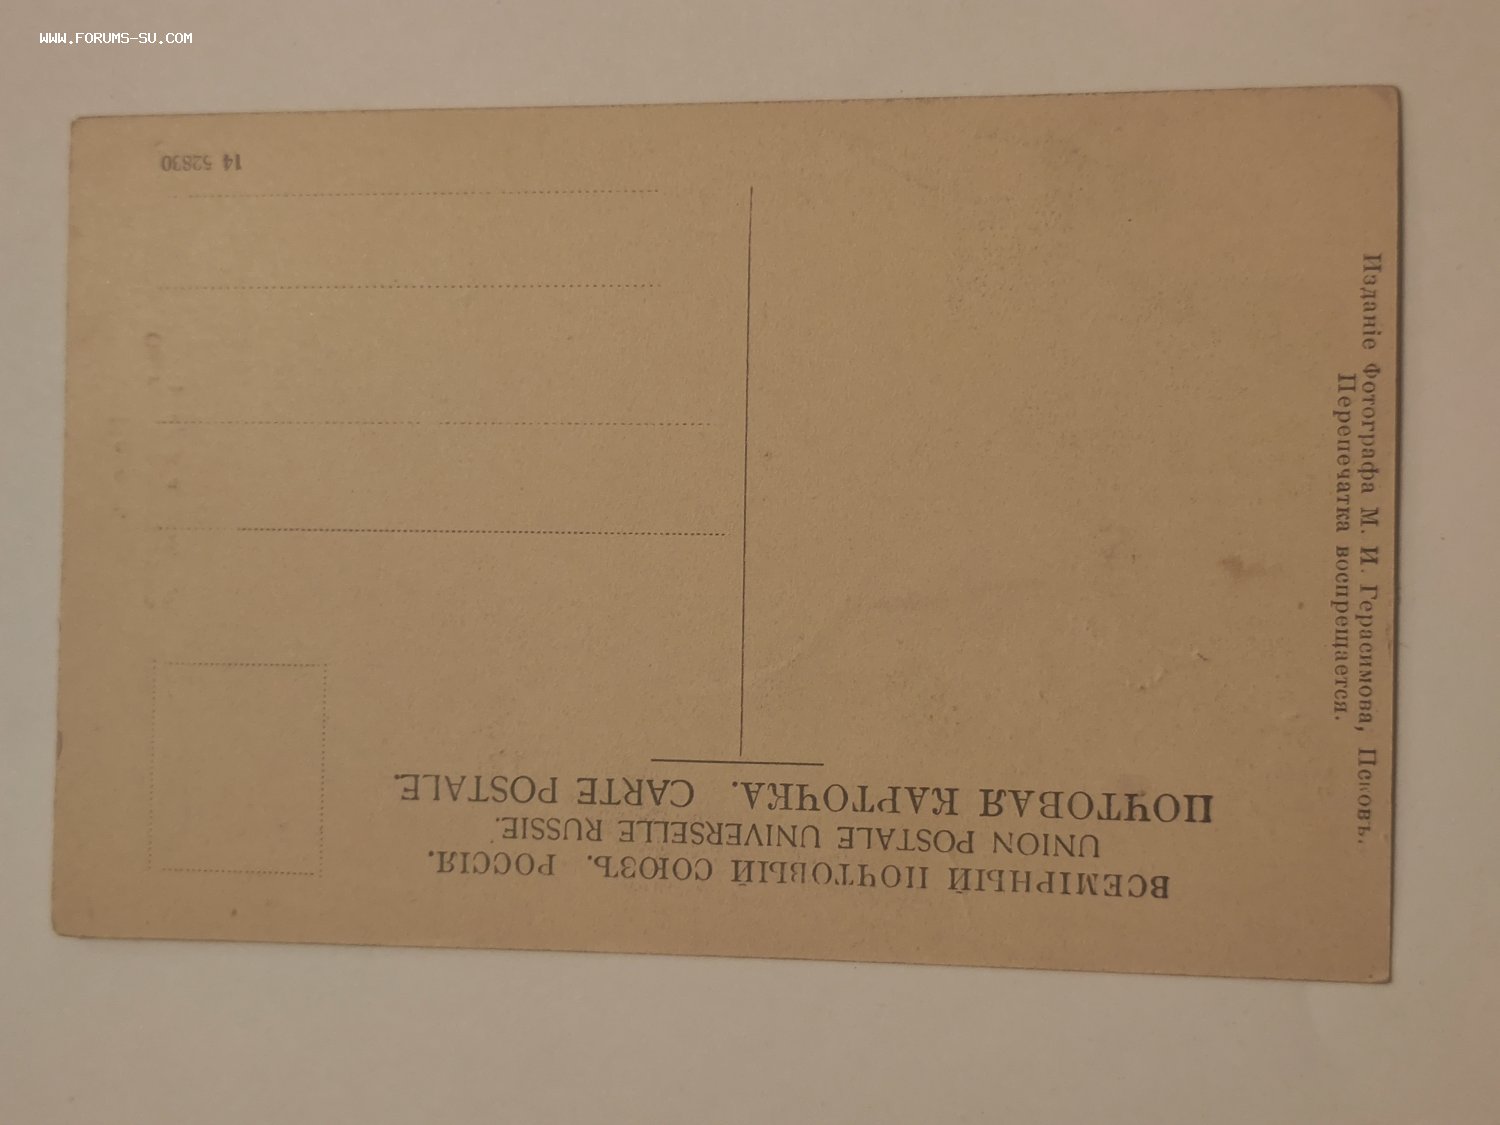 WWW.FORUMS-SU.COM
ВСЕМІРНЫЙ ПОЧТОВЫЙ СОЮЗЪ. РОССІЯ.
UNION POSTALE UNIVERSELLE RUSSIE.
ПОЧТОВАЯ КАРТОЧКА. CARTE POSTALE.
Изданіе Фотографа М. И. Герасимова, Псковъ.
Перепечатка воспрещается.
14 52830